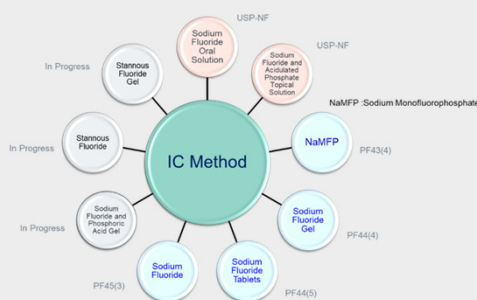 USP-NF
Sodium
Fluoride
Oral
Solution
USP-NF
Sodium
Fluoride and
Acidulated
Phosphate
Topical
Solution
In Progress
Stannous
Fluoride
Gel
NaMFP :Sodium Monofluorophosphate
In Progress
Stannous
Fluoride
IC Method
NaMFP
PF43(4)
In Progress
Sodium
Fluoride and
Phosphoric
Acid Gel
Sodium
Fluoride
Gel
PF44(4)
Sodium
Fluoride
PF45(3)
Sodium
Fluoride
Tablets
PF44(5)